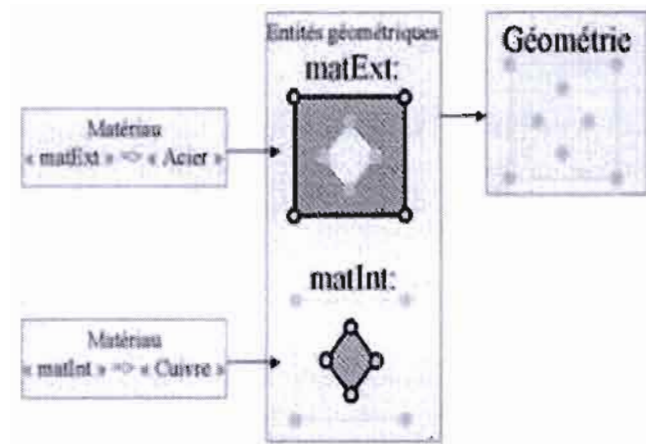 Entités géométriques
matExt:
Géométrie
Matériau
« matExt » => « Acier »
matInt:
Matériau
« matInt » => « Cuivre »